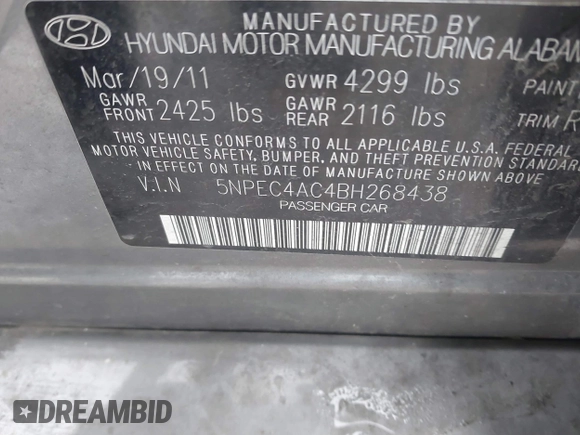 MANUFACTURED BY
HYUNDAI MOTOR MANUFACTURING ALABAM
Mar/19/11 GVWR 4299 lbs PAINT
GAWR FRONT 2425 lbs GAWR REAR 2116 lbs TRIM R
THIS VEHICLE CONFORMS TO ALL APPLICABLE U.S.A. FEDERAL
MOTOR VEHICLE SAFETY, BUMPER, AND THEFT PREVENTION STANDARD
IN EFFECT ON THE DATE OF MANUFACTURE SHOWN ABOVE.
V.I.N 5NPEC4AC4BH268438
PASSENGER CAR
DREAMBID